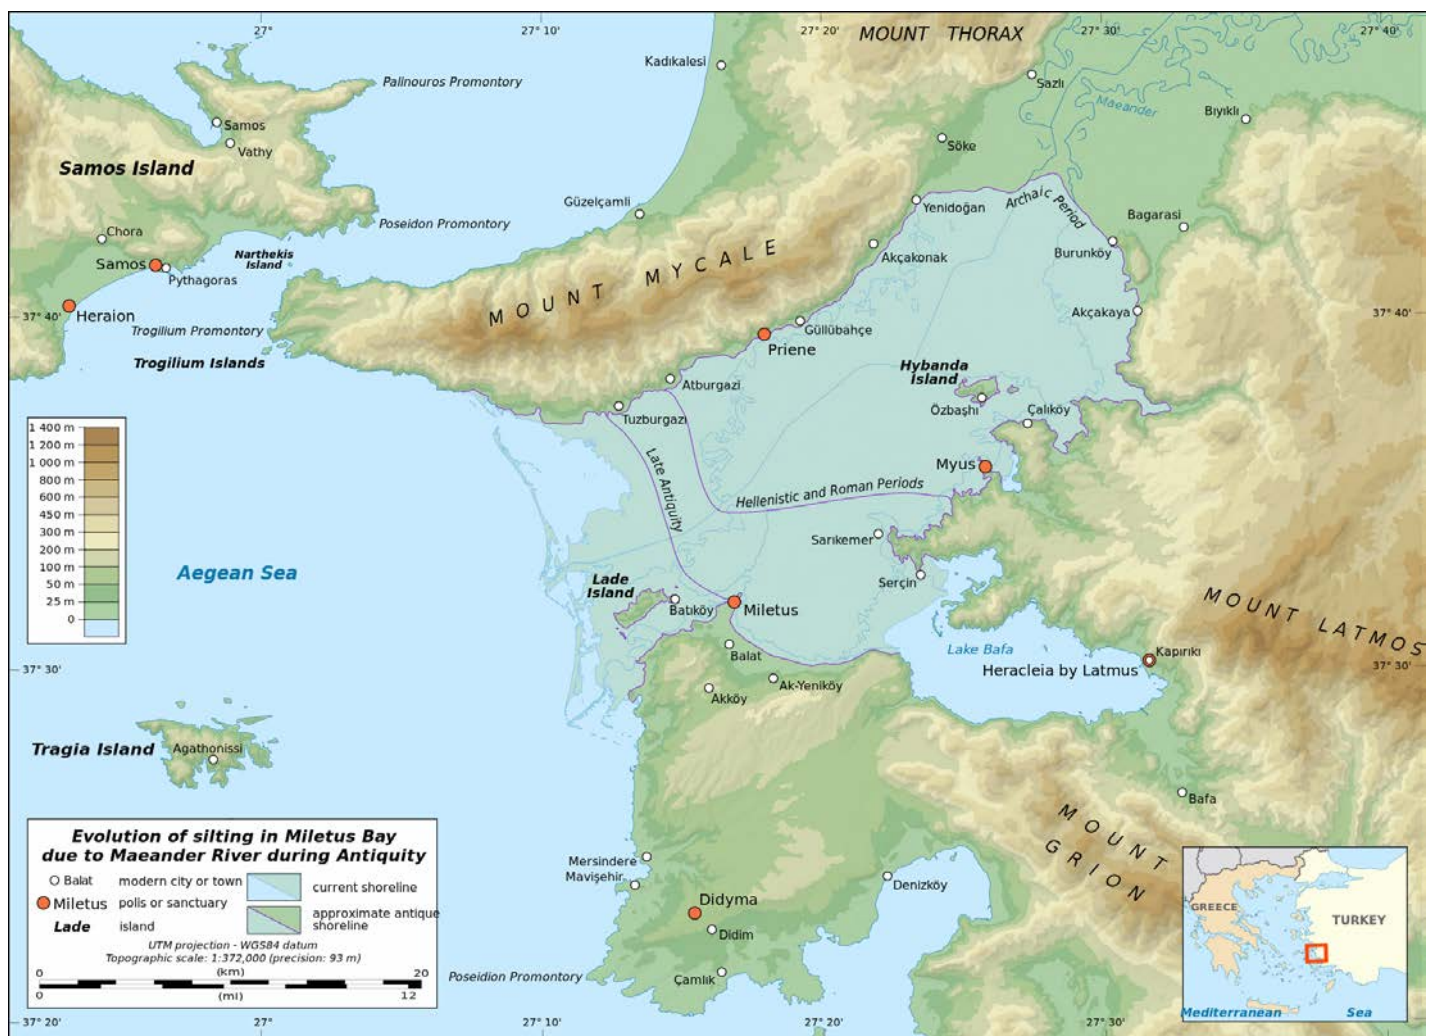 27°
27° 10'
27° 20'
27° 30'
27° 40'
MOUNT THORAX
Kadıkalesi
Sazlı
Palinouros Promontory
Maeander
Bıyıklı
Samos
Vathy
Söke
Samos Island
Güzelçamli
Yenidoğan
Archaic Period
Bagarasi
Poseidon Promontory
Chora
Narthekis
Island
Akçakonak
Burunköy
Samos
Pythagoras
MOUNT MYCALE
Heraion
37° 40'
Trogilium Promontory
Güllübahçe
Akçakaya
37° 40'
Priene
Trogilium Islands
Hybanda
Island
Atburgazi
Özbaşhı
Çalıköy
Tuzburgazi
1 400 m
1 200 m
1 000 m
800 m
600 m
450 m
300 m
200 m
100 m
50 m
25 m
0
Late Antiquity
Myus
Hellenistic and Roman Periods
Sarıkemer
Aegean Sea
Lade
Island
Serçin
Batıköy
Miletus
MOUNT LATMOS
Balat
Lake Bafa
Kapırıkı
Heracleia by Latmus
37° 30'
37° 30'
Akköy
Ak-Yeniköy
Tragia Island
Agathonissi
Bafa
MOUNT
GRION
Evolution of silting in Miletus Bay
due to Maeander River during Antiquity
Balat
modern city or town
current shoreline
Miletus
polis or sanctuary
approximate antique
shoreline
Lade
island
UTM projection - WGS84 datum
Topographic scale: 1:372,000 (precision: 93 m)
0
(km)
20
0
(mi)
12
Mersindere
Mavişehir
Denizköy
Didyma
Didim
Poseidion Promontory
Çamlık
GREECE
TURKEY
Mediterranean
Sea
37° 20'
27°
27° 10'
27° 20'
27° 30'